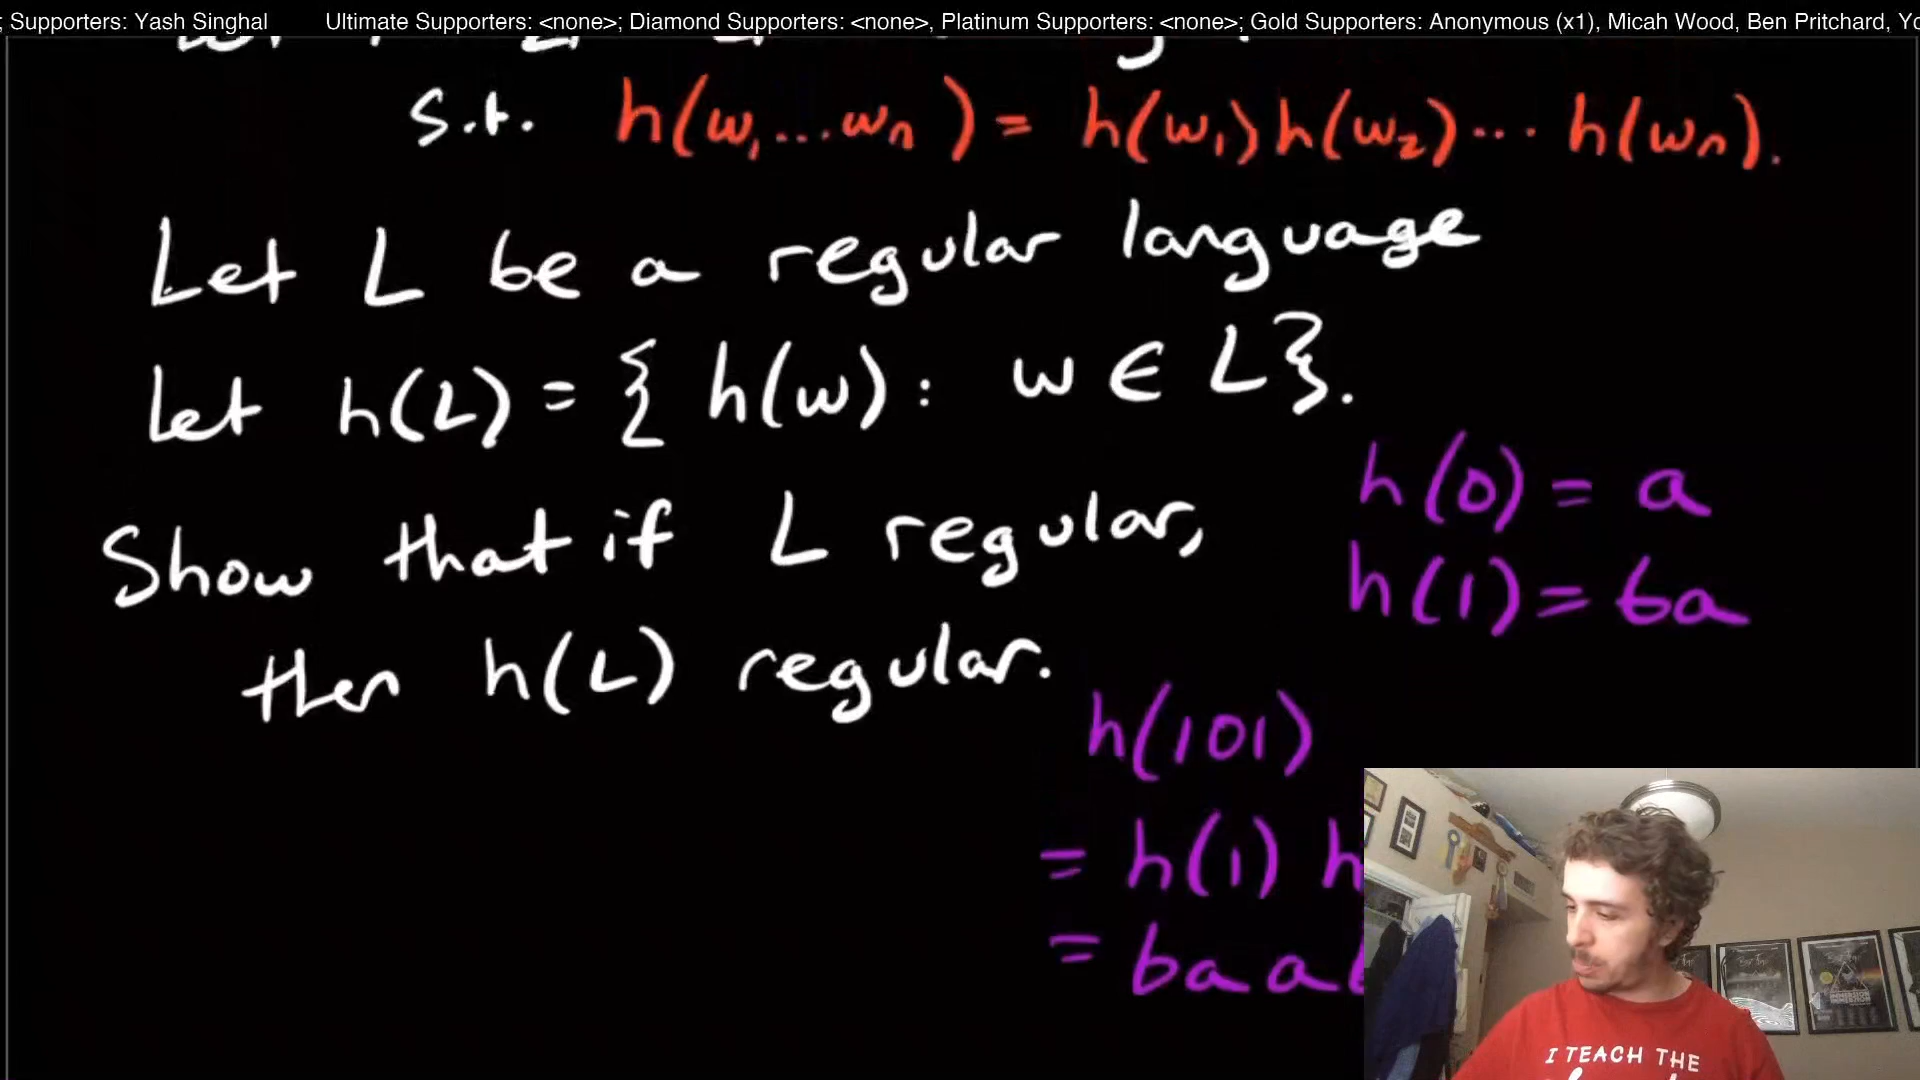 ; Supporters: Yash Singhal Ultimate Supporters: <none>; Diamond Supporters: <none>, Platinum Supporters: <none>; Gold Supporters: Anonymous (x1), Micah Wood, Ben Pritchard, Yo
s.t. h(w₁...wₙ) = h(w₁)h(w₂)··· h(wₙ).
Let L be a regular language
Let h(L) = { h(w) : w ∈ L}.
h(0) = a
Show that if L regular,
h(1) = ba
then h(L) regular.
h(101)
= h(1) h
= baa
I TEACH THE